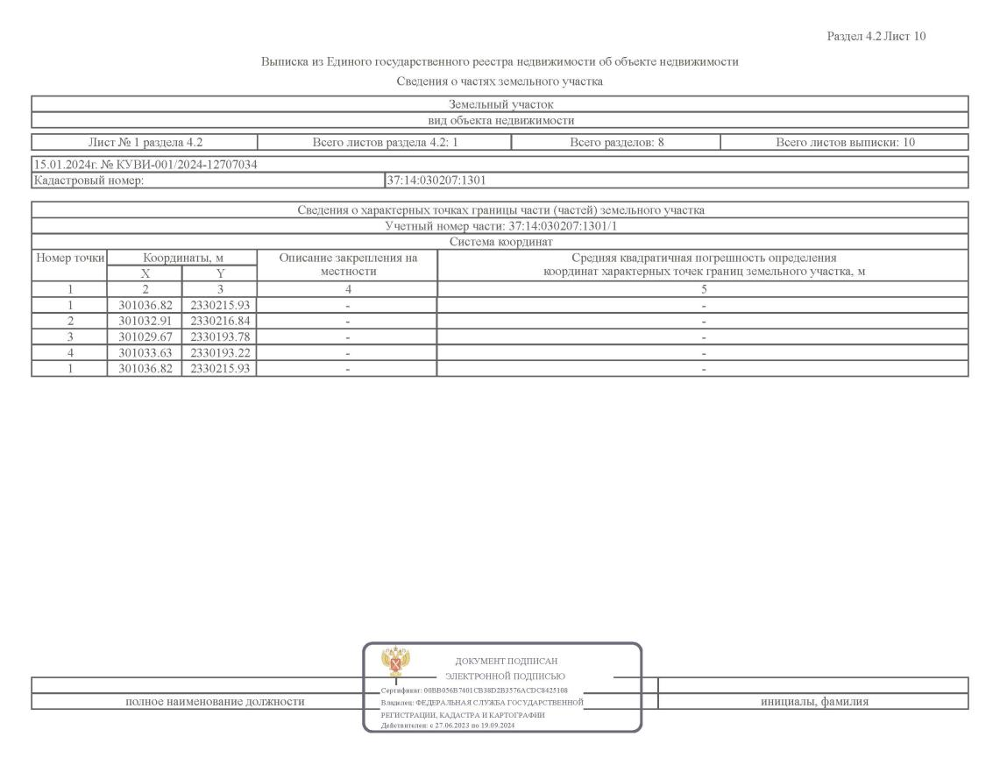 Раздел 4.2 Лист 10
Выписка из Единого государственного реестра недвижимости об объекте недвижимости
Сведения о частях земельного участка
Земельный участок
вид объекта недвижимости
Лист № 1 раздела 4.2 Всего листов раздела 4.2: 1 Всего разделов: 8 Всего листов выписки: 10
15.01.2024г. № КУВИ-001/2024-12707034
Кадастровый номер: 37:14:030207:1301
Сведения о характерных точках границы части (частей) земельного участка
Учетный номер части: 37:14:030207:1301/1
Система координат
Номер точки Координаты, м Описание закрепления на местности Средняя квадратичная погрешность определения координат характерных точек границ земельного участка, м
X Y
1 2 3 4 5
1 301036.82 2330215.93 - -
2 301032.91 2330216.84 - -
3 301029.67 2330193.78 - -
4 301033.63 2330193.22 - -
1 301036.82 2330215.93 - -
ДОКУМЕНТ ПОДПИСАН
ЭЛЕКТРОННОЙ ПОДПИСЬЮ
Сертификат: 00BB056B7401CB38D2B3576ACDC8425108
Владелец: ФЕДЕРАЛЬНАЯ СЛУЖБА ГОСУДАРСТВЕННОЙ
РЕГИСТРАЦИИ, КАДАСТРА И КАРТОГРАФИИ
Действителен: с 27.06.2023 по 19.09.2024
полное наименование должности инициалы, фамилия